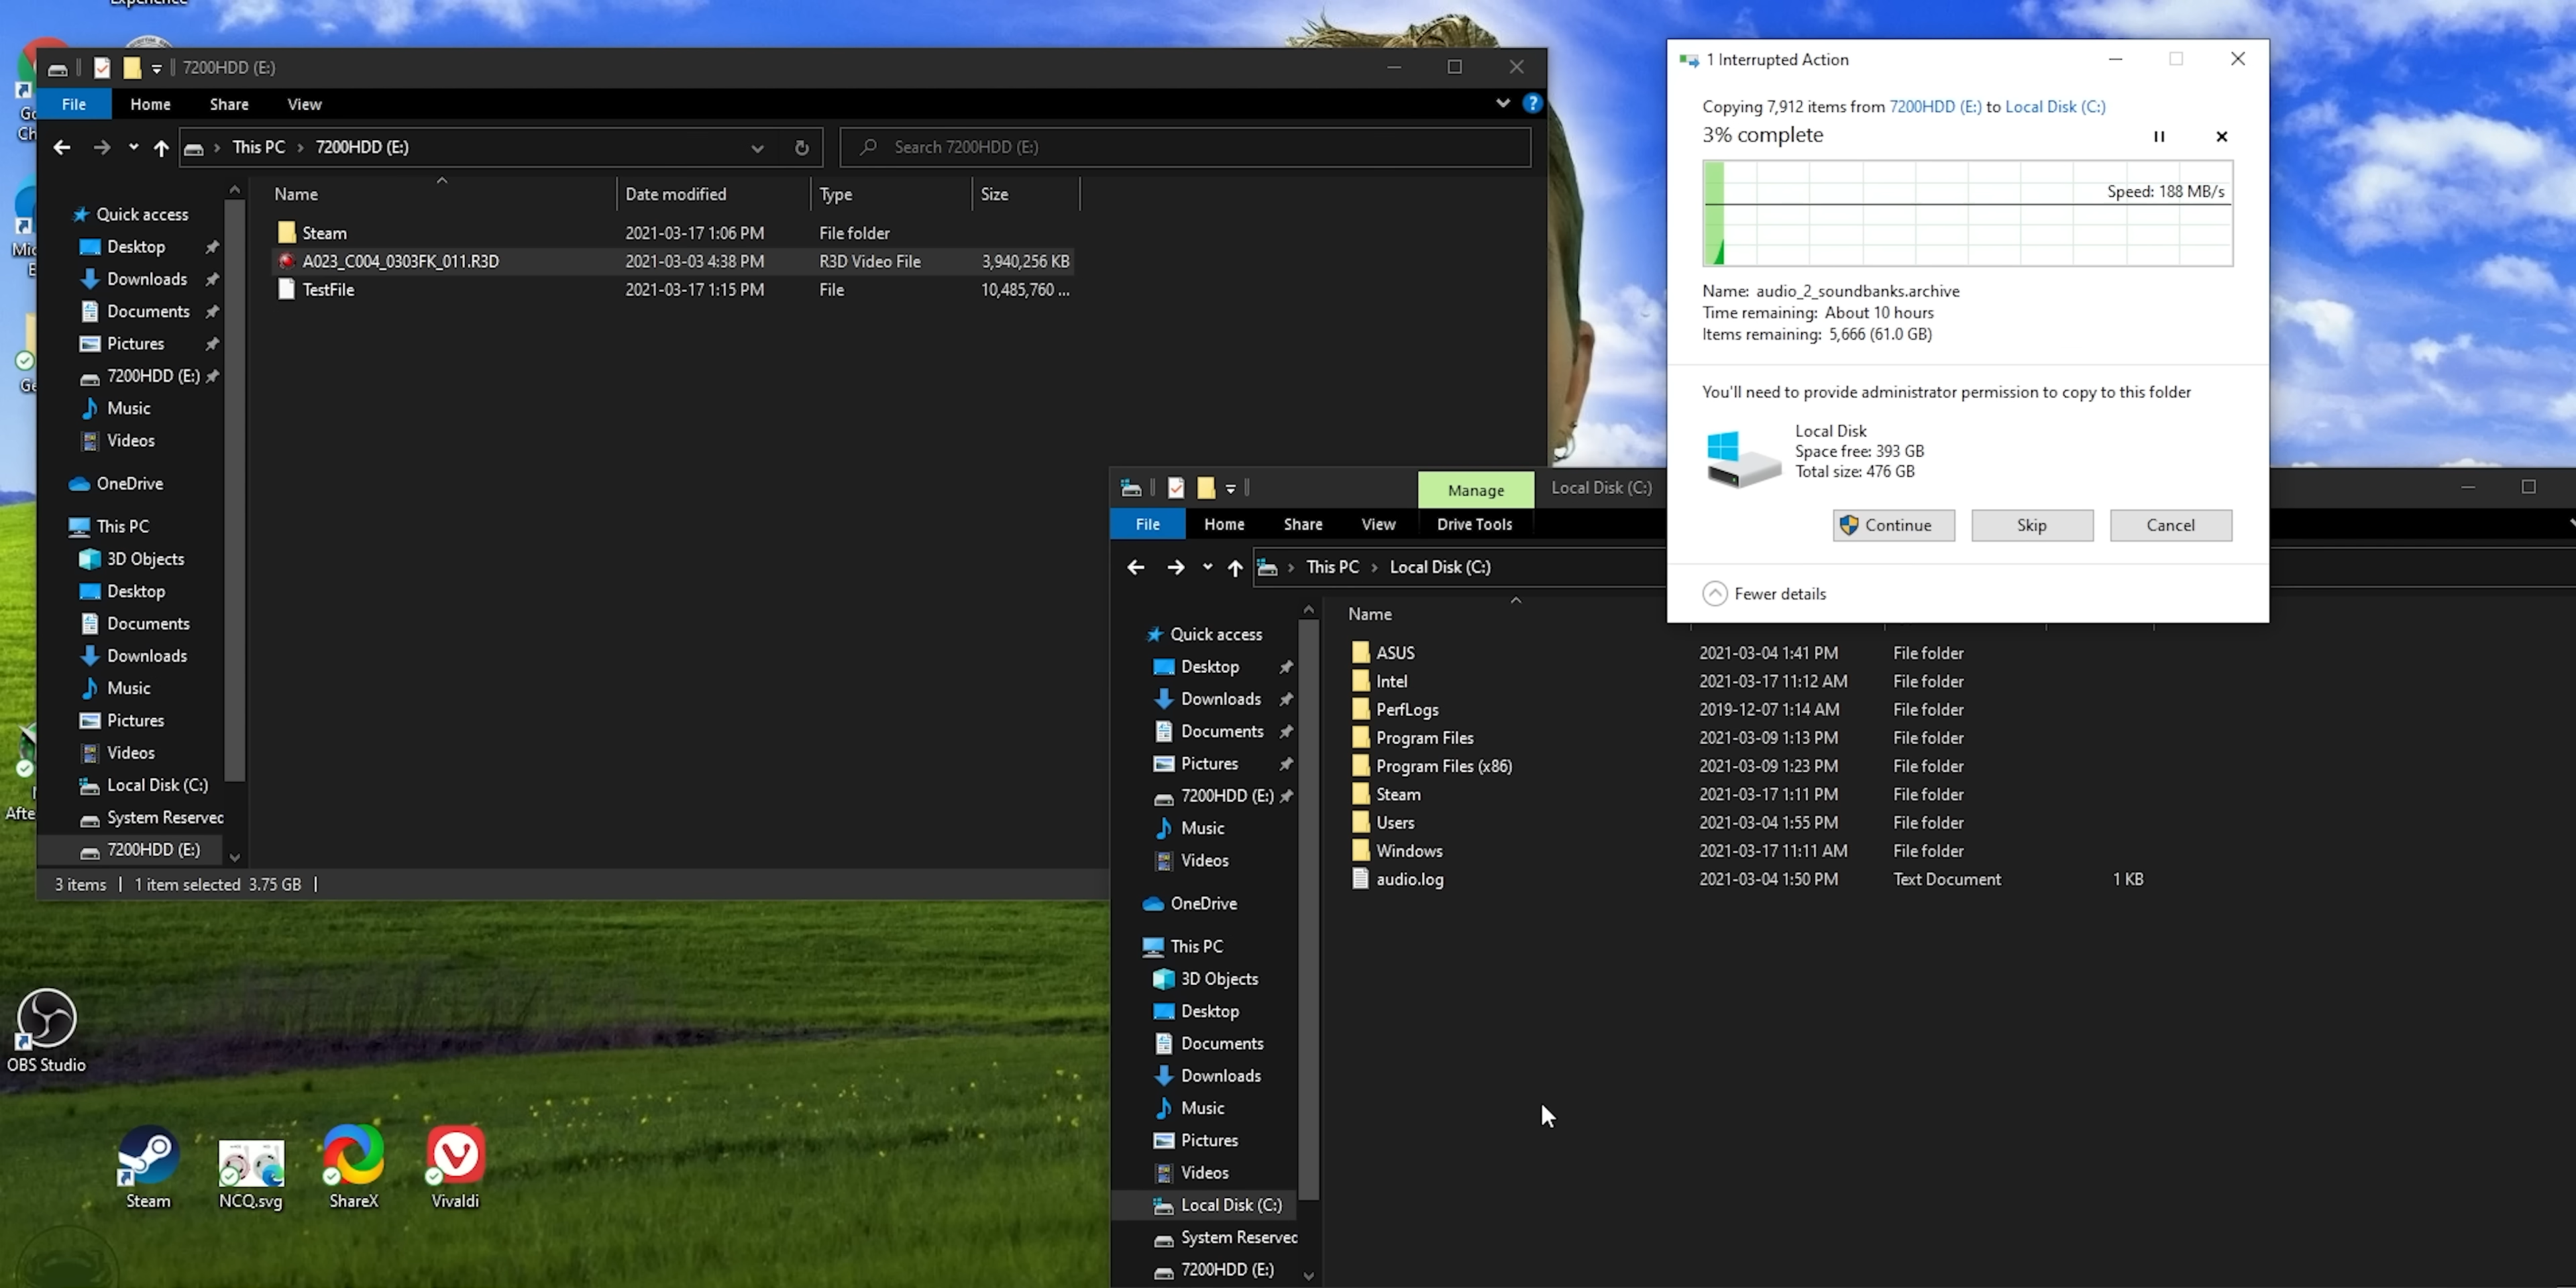 Experience
7200HDD (E:)
File Home Share View
This PC 7200HDD (E:)
Search 7200HDD (E:)
Name Date modified Type Size
Steam 2021-03-17 1:06 PM File folder
A023_C004_0303FK_011.R3D 2021-03-03 4:38 PM R3D Video File 3,940,256 KB
TestFile 2021-03-17 1:15 PM File 10,485,760 ...
Quick access
Desktop
Downloads
Documents
Pictures
7200HDD (E:)
Music
Videos
OneDrive
This PC
3D Objects
Desktop
Documents
Downloads
Music
Pictures
Videos
Local Disk (C:)
System Reserved
7200HDD (E:)
3 items 1 item selected 3.75 GB
1 Interrupted Action
Copying 7,912 items from 7200HDD (E:) to Local Disk (C:)
3% complete
Speed: 188 MB/s
Name: audio_2_soundbanks.archive
Time remaining: About 10 hours
Items remaining: 5,666 (61.0 GB)
You'll need to provide administrator permission to copy to this folder
Local Disk
Space free: 393 GB
Total size: 476 GB
Continue Skip Cancel
Fewer details
Manage Local Disk (C:)
File Home Share View Drive Tools
This PC Local Disk (C:)
Name
ASUS 2021-03-04 1:41 PM File folder
Intel 2021-03-17 11:12 AM File folder
PerfLogs 2019-12-07 1:14 AM File folder
Program Files 2021-03-09 1:13 PM File folder
Program Files (x86) 2021-03-09 1:23 PM File folder
Steam 2021-03-17 1:11 PM File folder
Users 2021-03-04 1:55 PM File folder
Windows 2021-03-17 11:11 AM File folder
audio.log 2021-03-04 1:50 PM Text Document 1 KB
Quick access
Desktop
Downloads
Documents
Pictures
7200HDD (E:)
Music
Videos
OneDrive
This PC
3D Objects
Desktop
Documents
Downloads
Music
Pictures
Videos
Local Disk (C:)
System Reserved
7200HDD (E:)
Go
Ch
Mic
E
Ge
Afte
OBS Studio
Steam
NCQ.svg
ShareX
Vivaldi